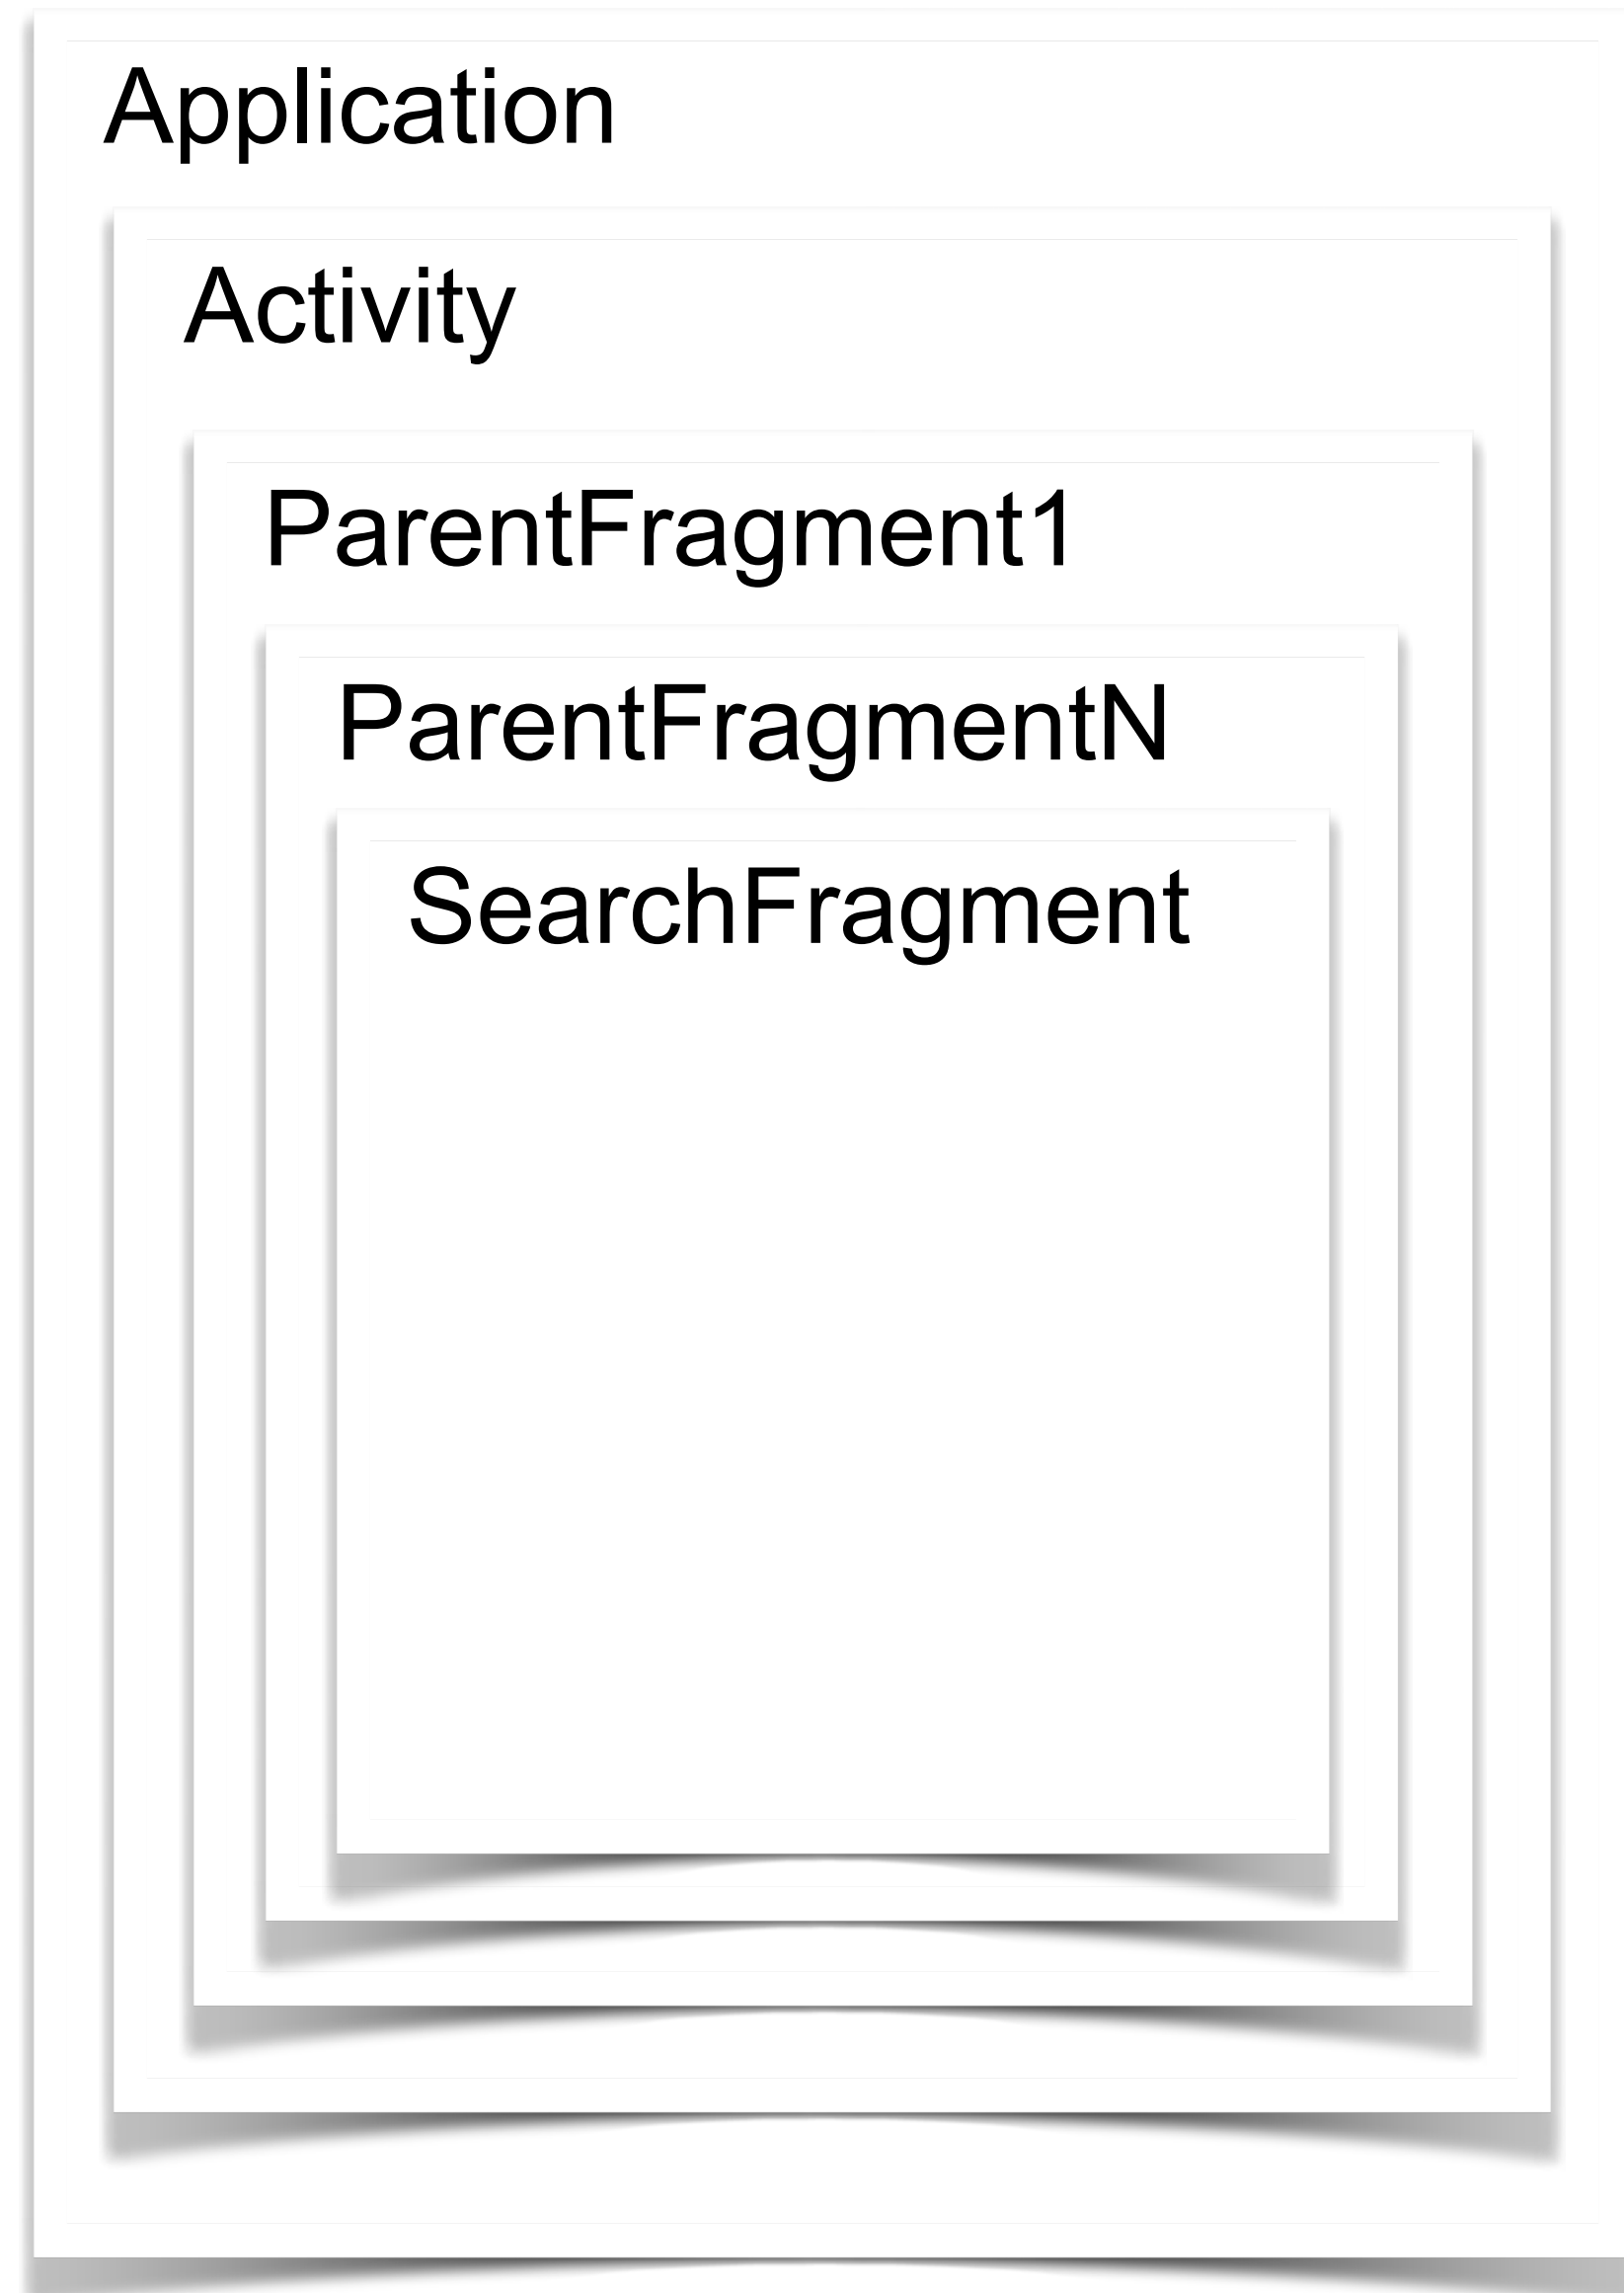 Application
Activity
ParentFragment1
ParentFragmentN
SearchFragment